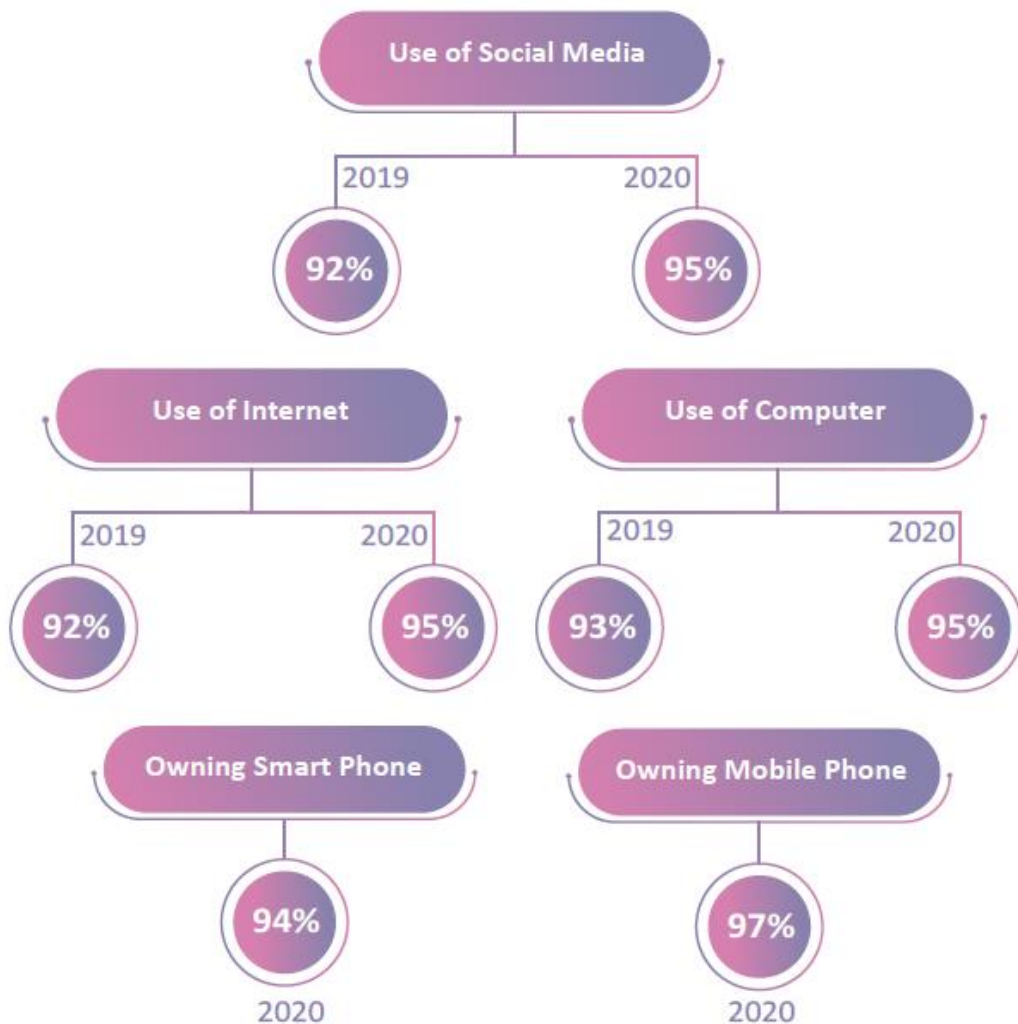 Use of Social Media
2019 2020
92% 95%
Use of Internet Use of Computer
2019 2020 2019 2020
92% 95% 93% 95%
Owning Smart Phone Owning Mobile Phone
94% 97%
2020 2020